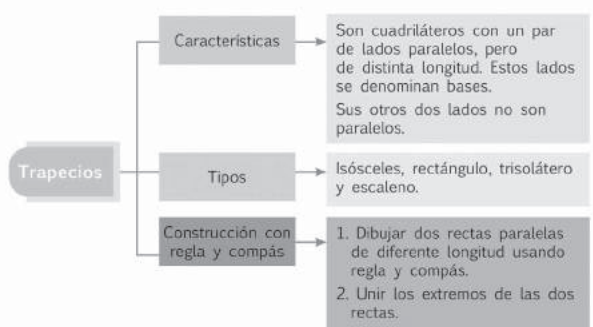 Trapecios
Características
Son cuadriláteros con un par
de lados paralelos, pero
de distinta longitud. Estos lados
se denominan bases.
Sus otros dos lados no son
paralelos.
Tipos
Isósceles, rectángulo, trisolátero
y escaleno.
Construcción con
regla y compás
1. Dibujar dos rectas paralelas
de diferente longitud usando
regla y compás.
2. Unir los extremos de las dos
rectas.